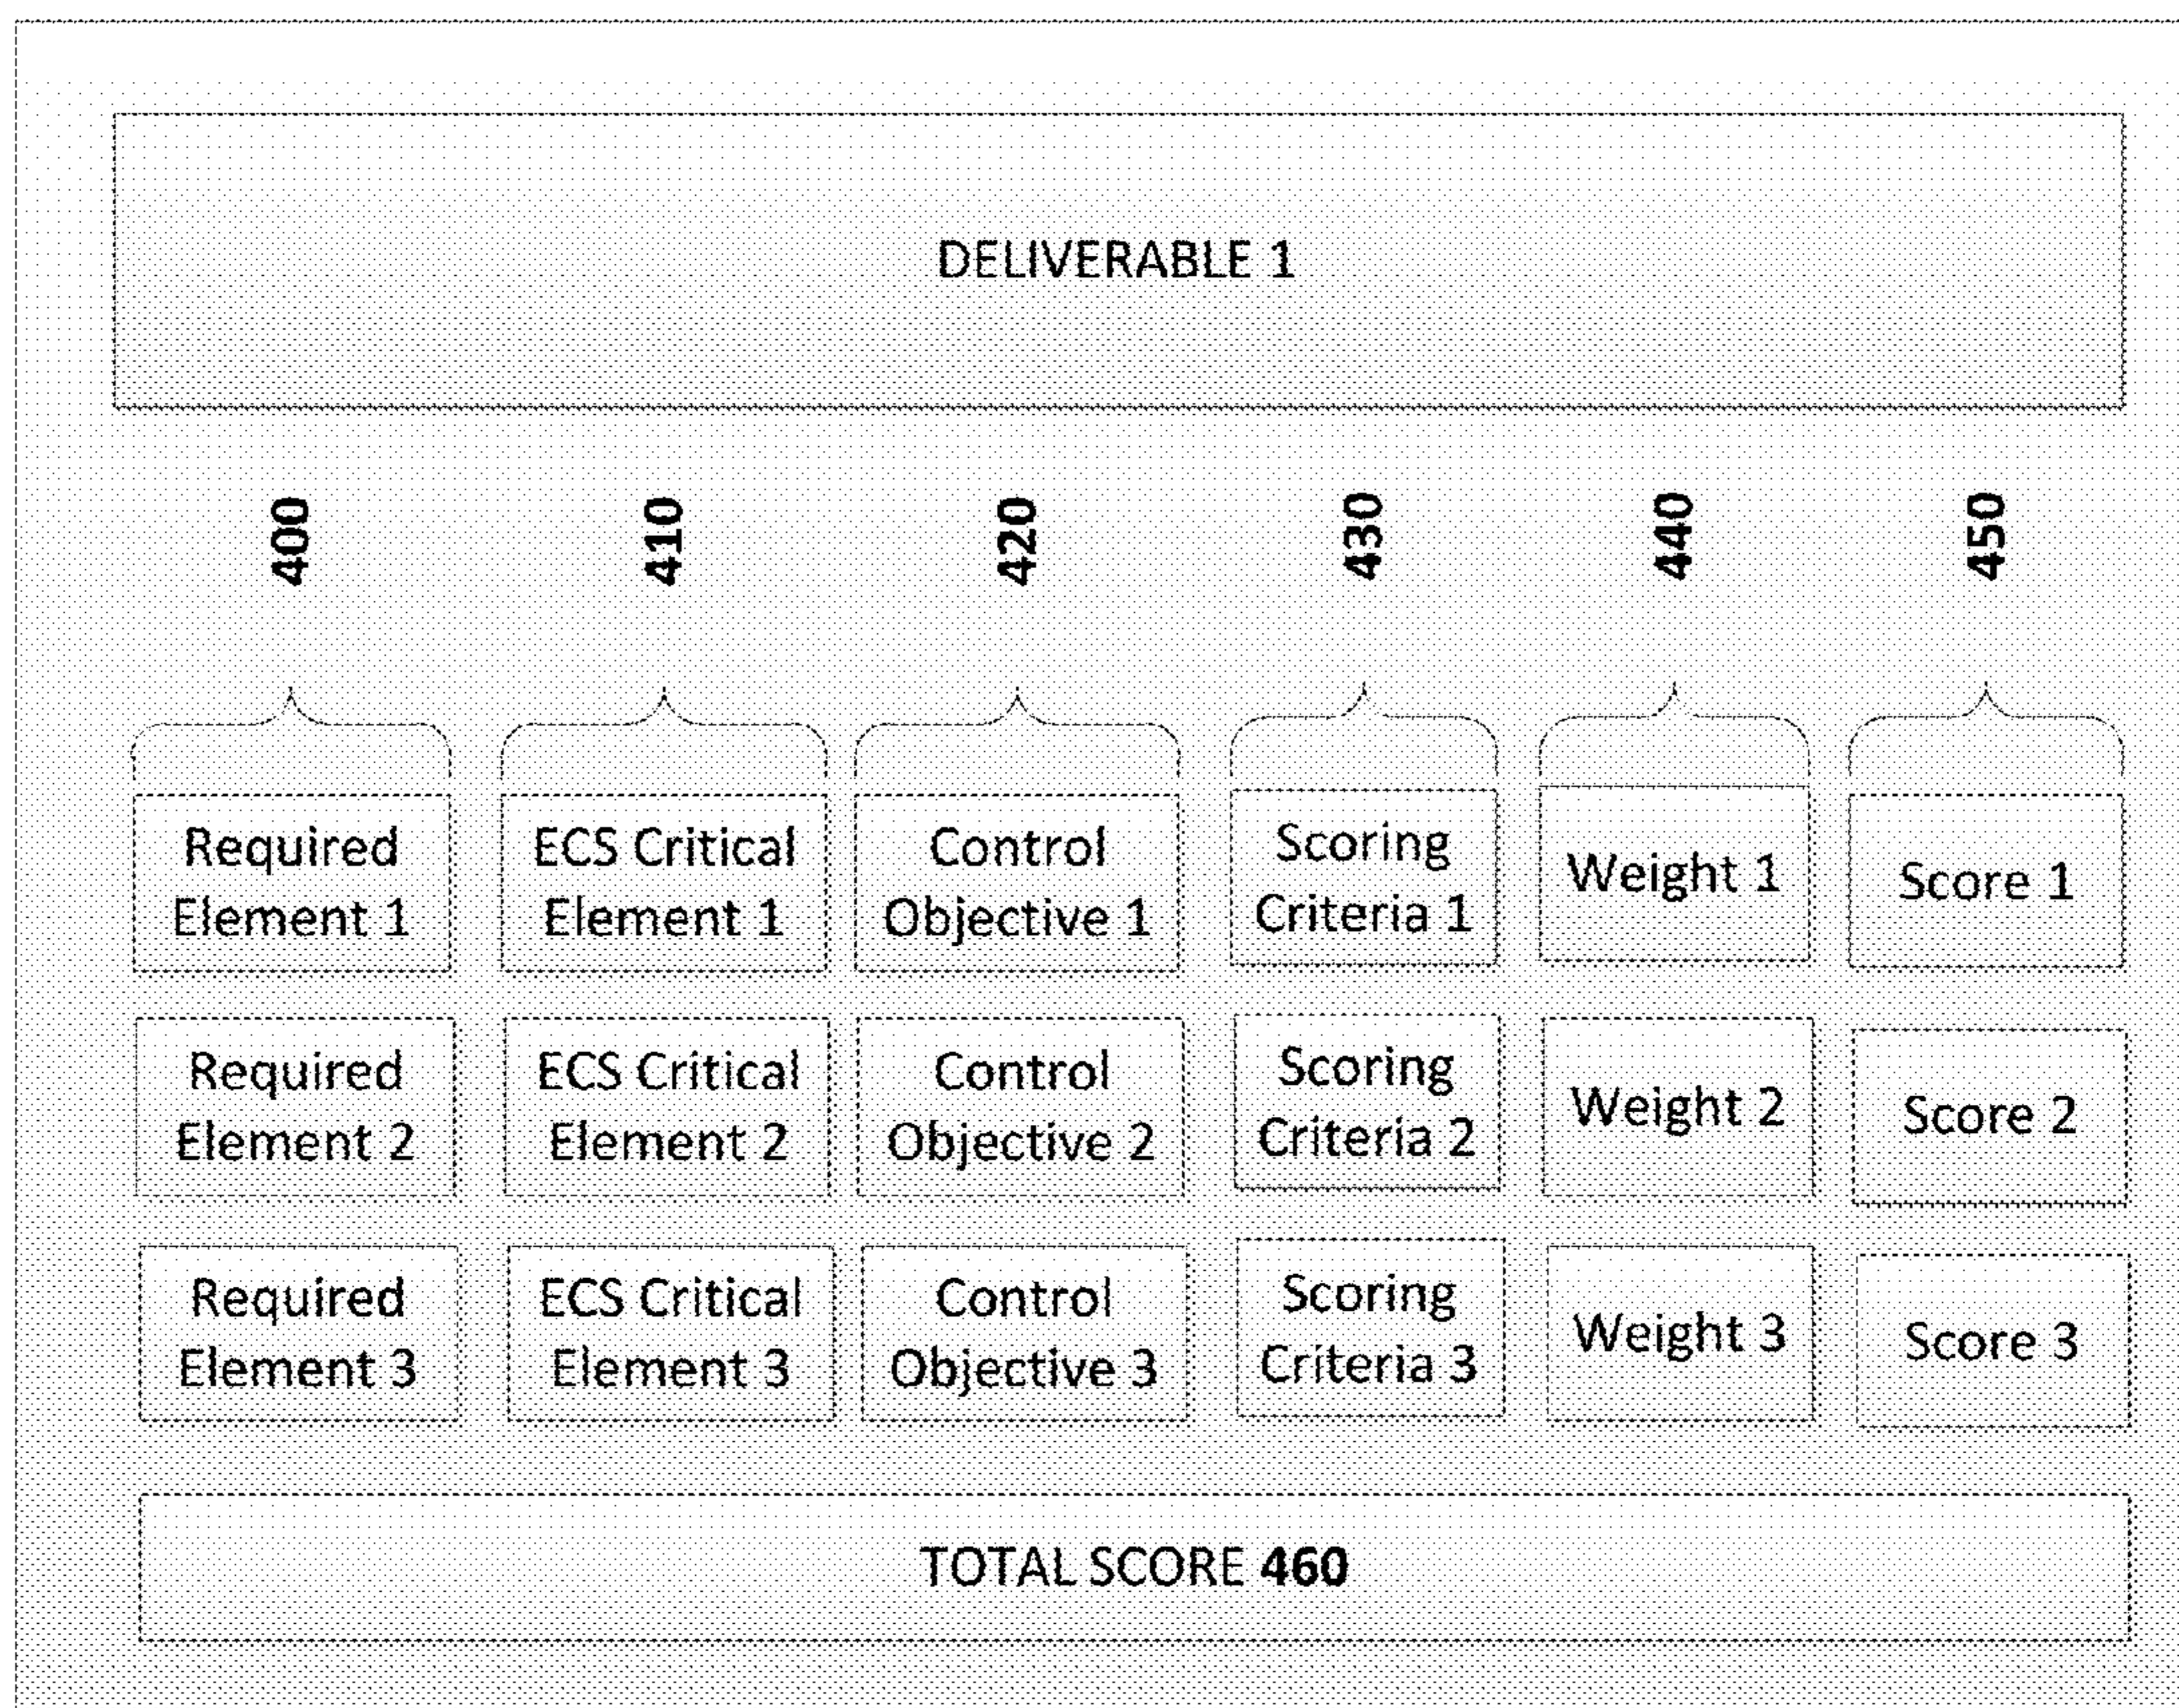 DELIVERABLE 1
400
410
420
430
440
450
Required
Element 1
ECS Critical
Element 1
Control
Objective 1
Scoring
Criteria 1
Weight 1
Score 1
Required
Element 2
ECS Critical
Element 2
Control
Objective 2
Scoring
Criteria 2
Weight 2
Score 2
Required
Element 3
ECS Critical
Element 3
Control
Objective 3
Scoring
Criteria 3
Weight 3
Score 3
TOTAL SCORE 460